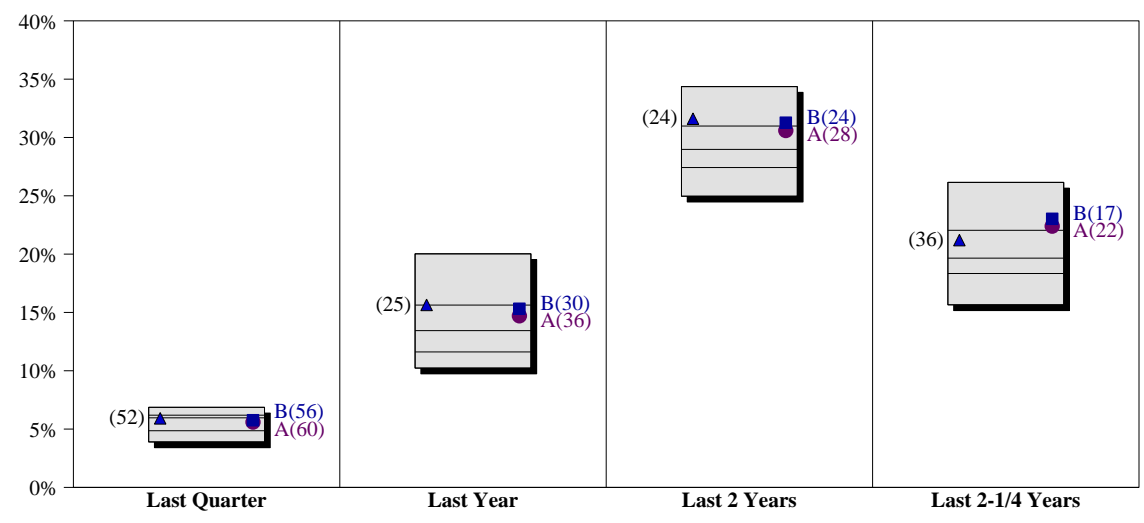 40%
35%
30%
25%
20%
15%
10%
5%
0%
(52)
B(56)
A(60)
(25)
B(30)
A(36)
(24)
B(24)
A(28)
(36)
B(17)
A(22)
Last Quarter
Last Year
Last 2 Years
Last 2-1/4 Years